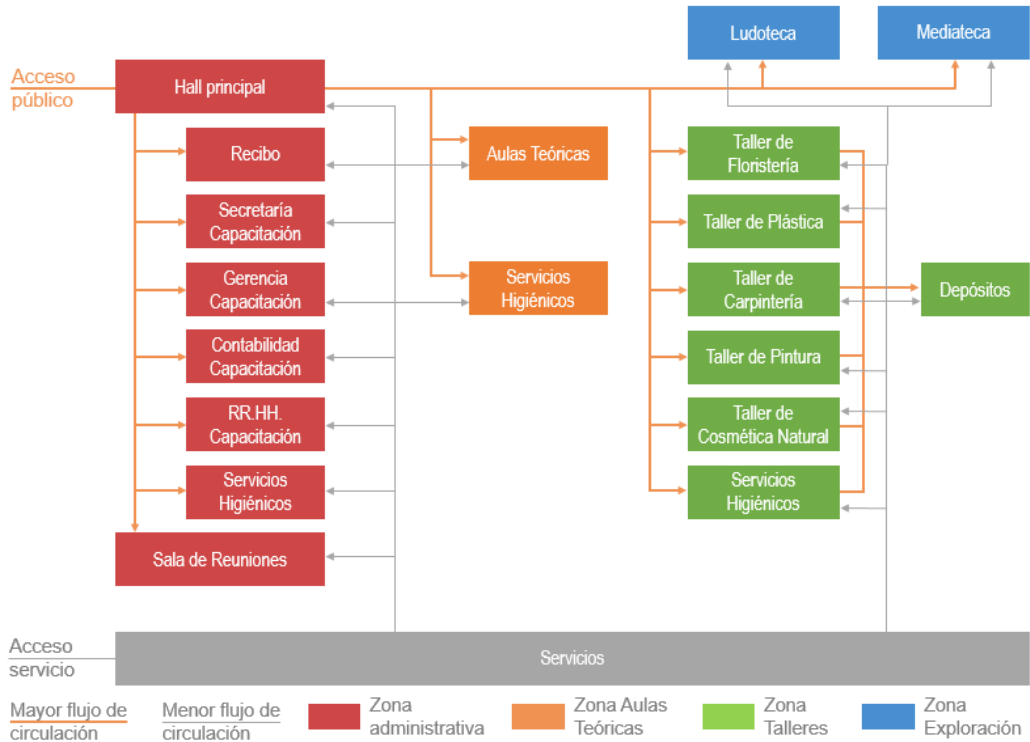 Ludoteca
Mediateca
Acceso
público
Hall principal
Recibo
Aulas Teóricas
Taller de
Floristería
Secretaría
Capacitación
Taller de Plástica
Gerencia
Capacitación
Servicios
Higiénicos
Taller de
Carpintería
Depósitos
Contabilidad
Capacitación
Taller de Pintura
RR.HH.
Capacitación
Taller de
Cosmética Natural
Servicios
Higiénicos
Servicios
Higiénicos
Sala de Reuniones
Acceso
servicio
Servicios
Mayor flujo de
circulación
Menor flujo de
circulación
Zona
administrativa
Zona Aulas
Teóricas
Zona
Talleres
Zona
Exploración